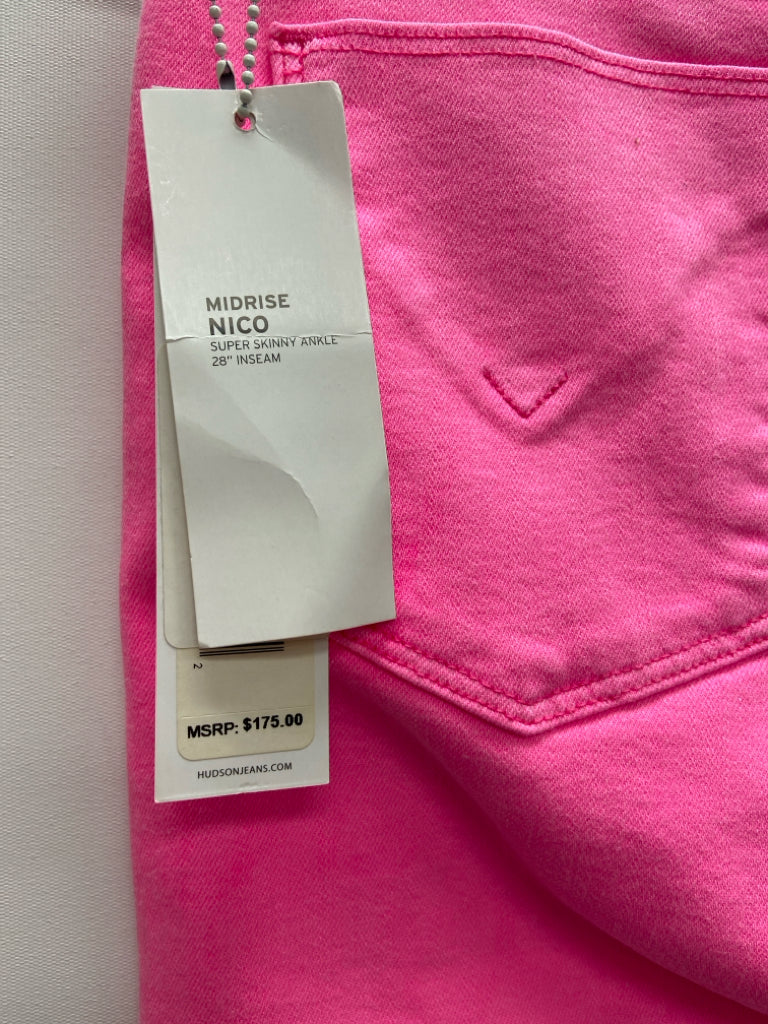 MIDRISE
NICO
SUPER SKINNY ANKLE
28" INSEAM
2
MSRP: $175.00
HUDSONJEANS.COM